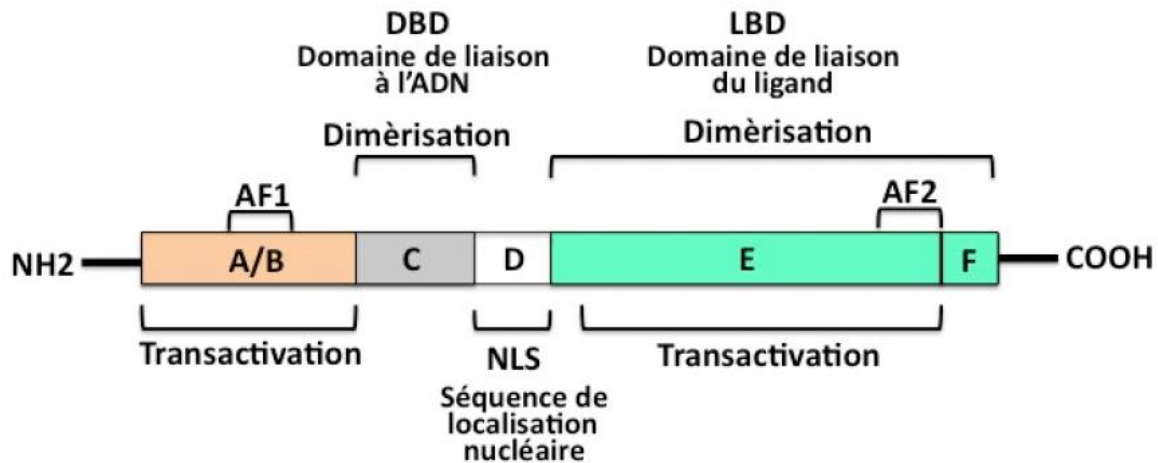 DBD
Domaine de liaison
à l'ADN
Dimèrisation
LBD
Domaine de liaison
du ligand
Dimèrisation
AF1
AF2
NH2
A/B
C
D
E
F
COOH
Transactivation
NLS
Séquence de
localisation
nucléaire
Transactivation